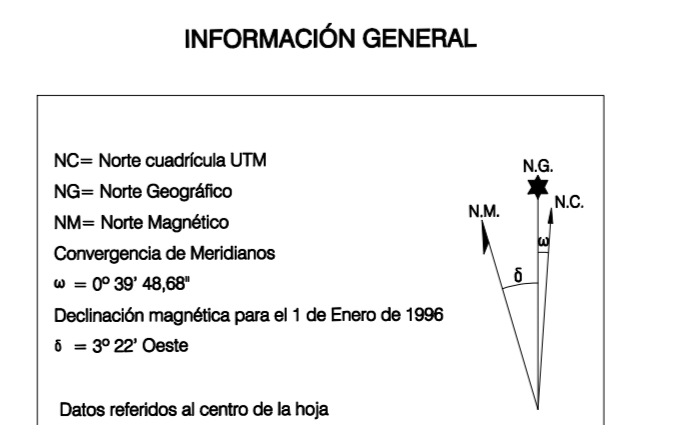 INFORMACIÓN GENERAL
NC= Norte cuadrícula UTM
NG= Norte Geográfico
NM= Norte Magnético
Convergencia de Meridianos
ω = 0º 39' 48,68"
Declinación magnética para el 1 de Enero de 1996
δ = 3º 22' Oeste
Datos referidos al centro de la hoja
N.G.
N.C.
N.M.
ω
δ